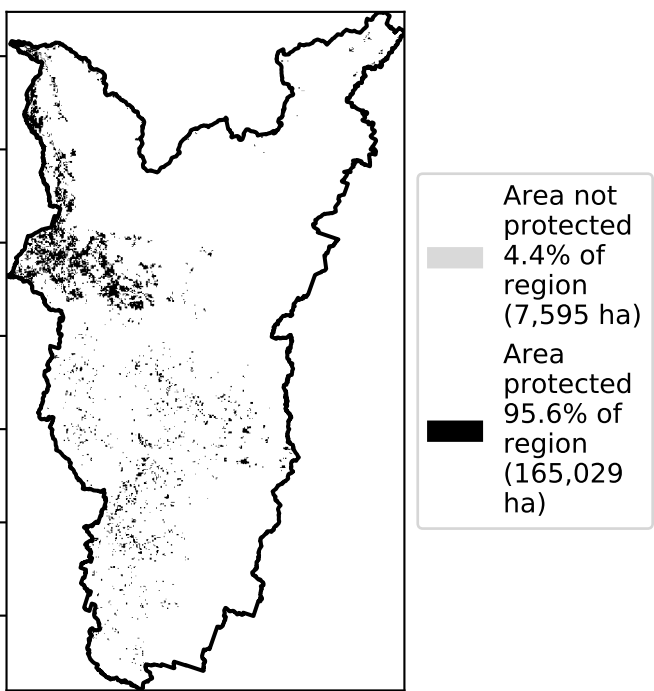 Area not
protected
4.4% of
region
(7,595 ha)
Area
protected
95.6% of
region
(165,029
ha)